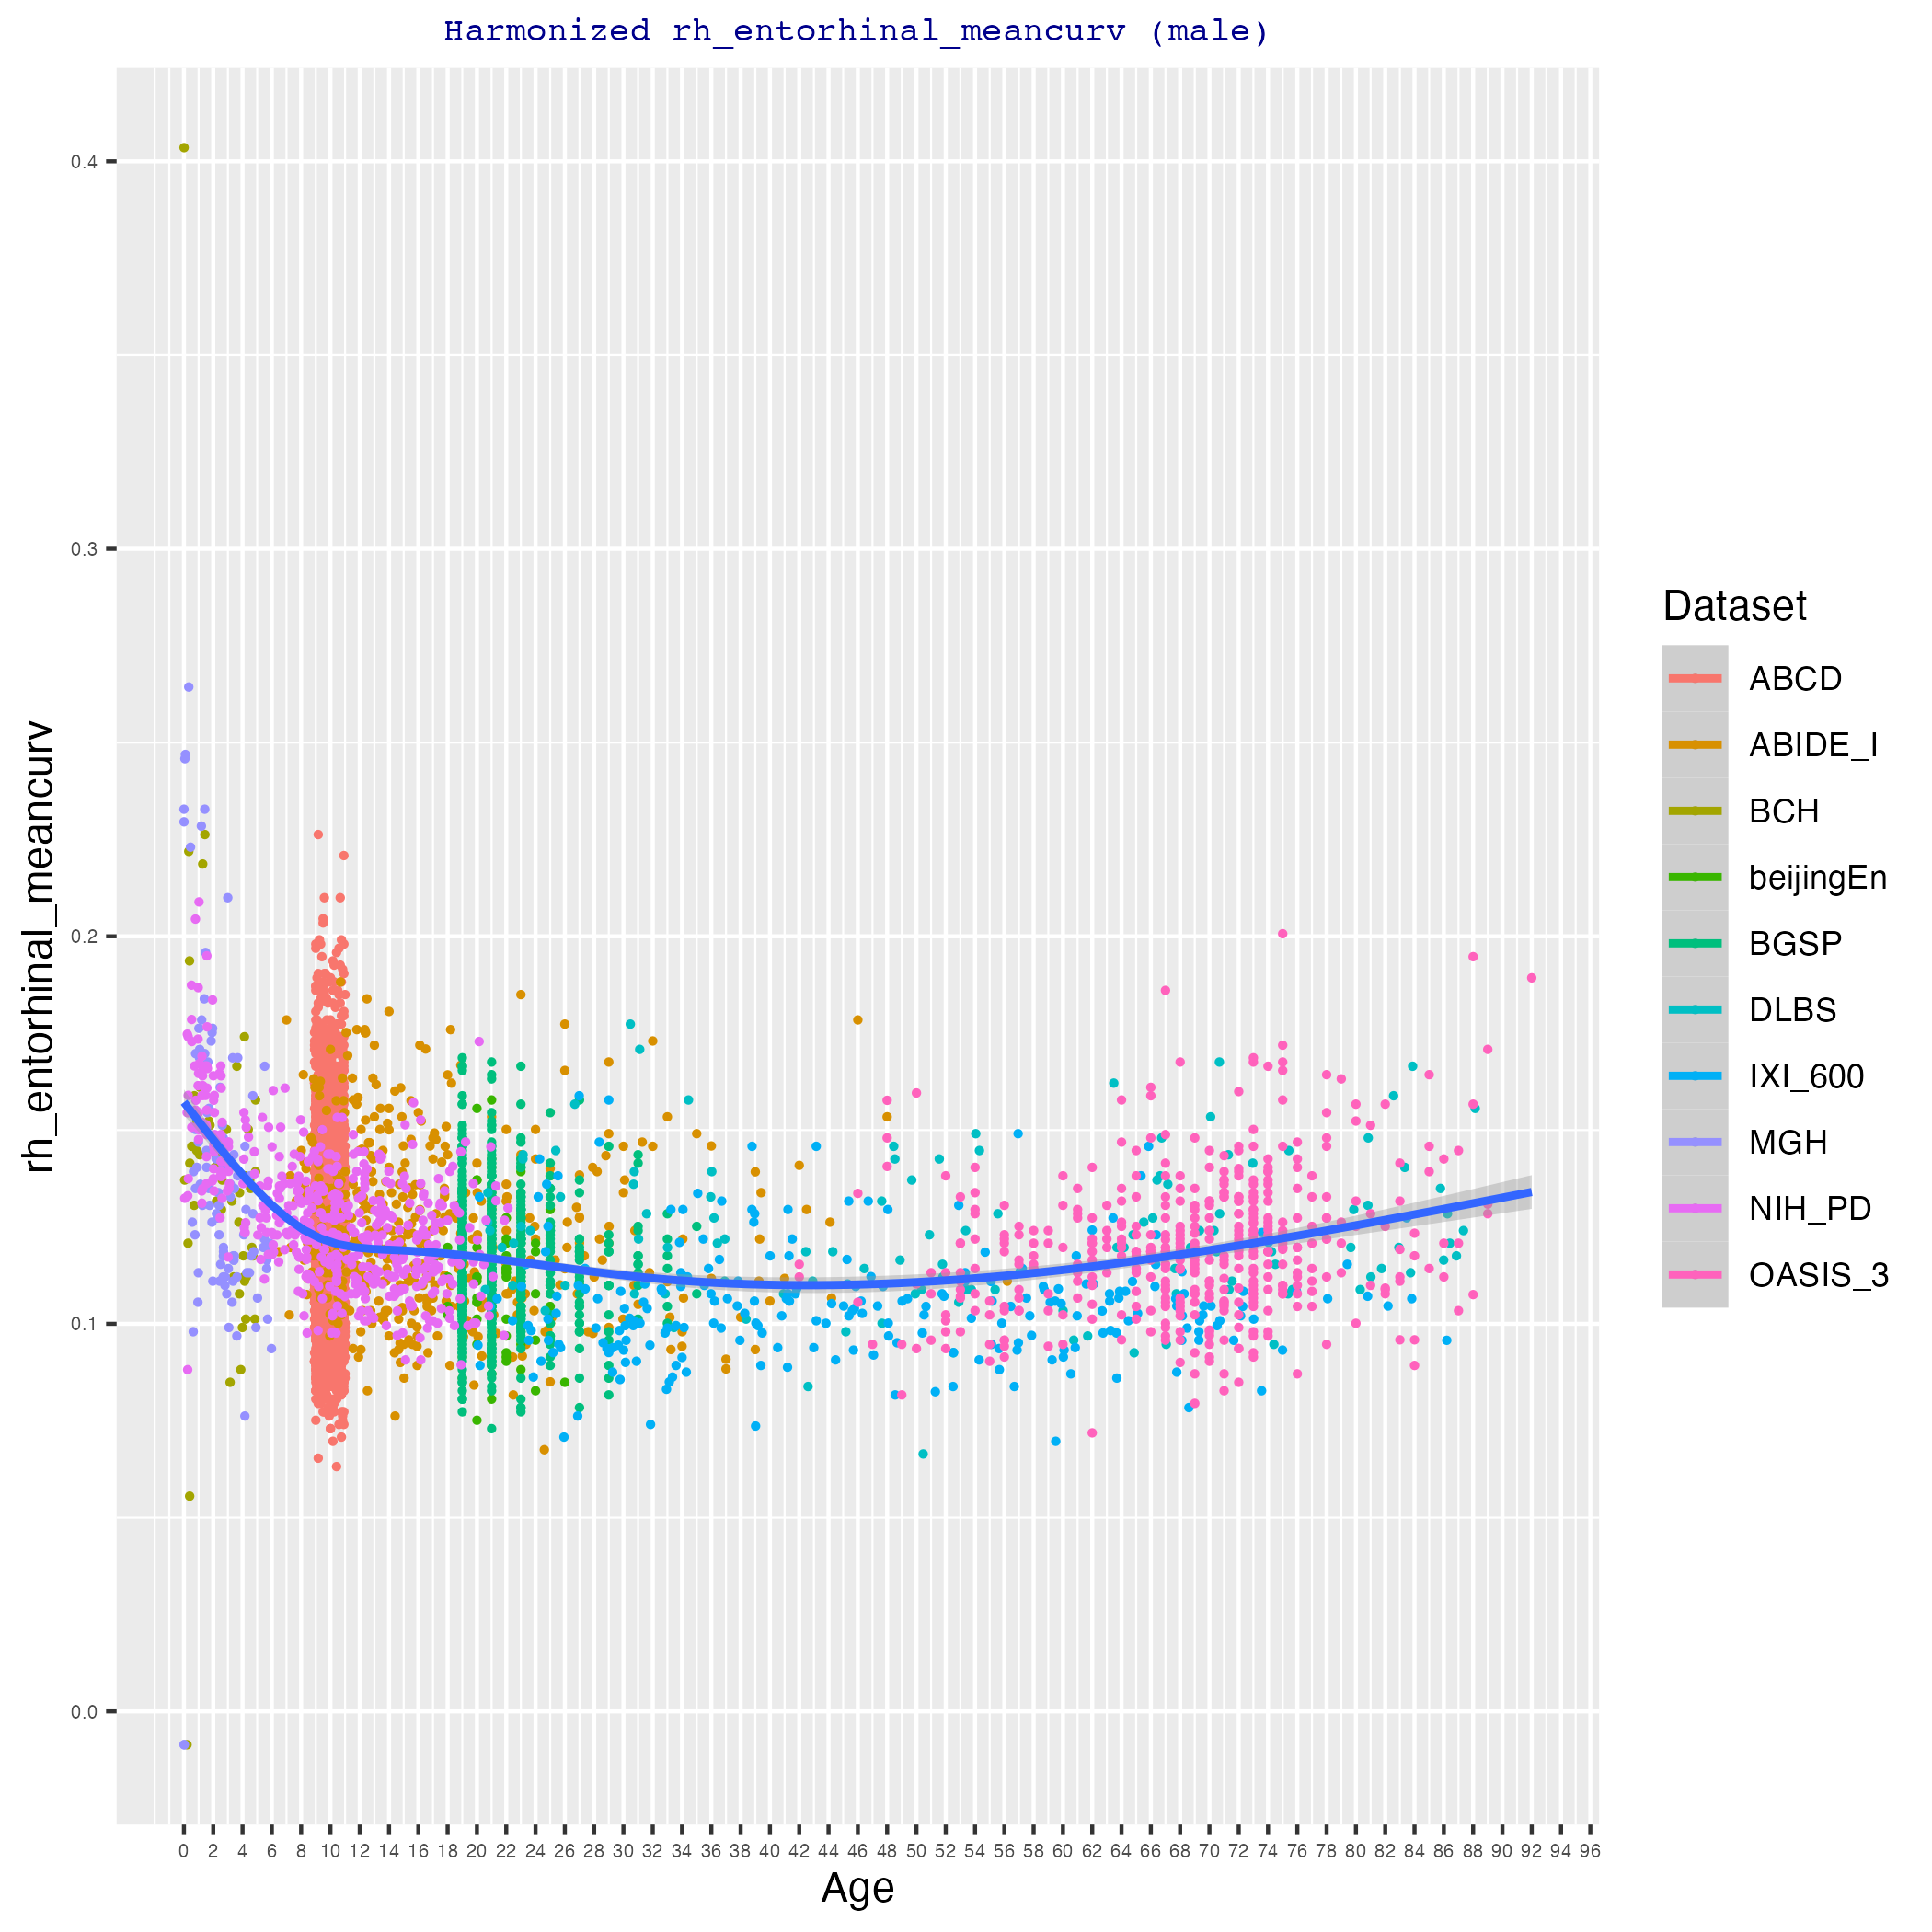 Harmonized rh_entorhinal_meancurv (male)
rh_entorhinal_meancurv
0.4
0.3
0.2
0.1
0.0
0 2 4 6 8 10 12 14 16 18 20 22 24 26 28 30 32 34 36 38 40 42 44 46 48 50 52 54 56 58 60 62 64 66 68 70 72 74 76 78 80 82 84 86 88 90 92 94 96
Age
Dataset
ABCD
ABIDE_I
BCH
beijingEn
BGSP
DLBS
IXI_600
MGH
NIH_PD
OASIS_3